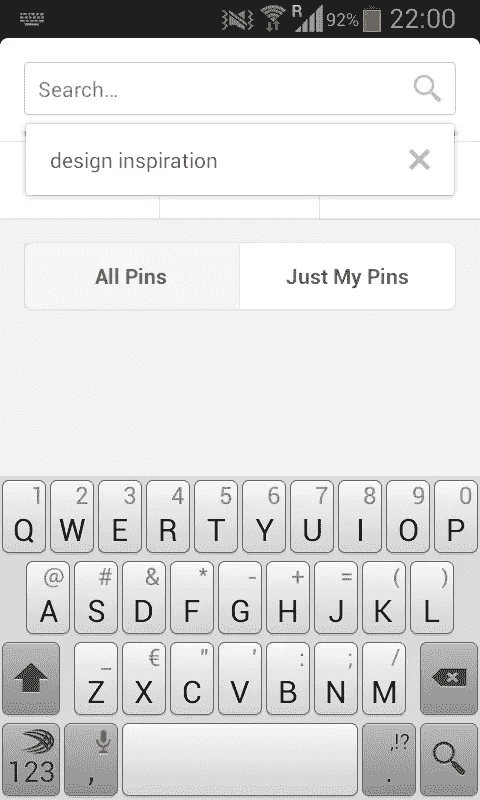 R 92% 22:00
Search...
design inspiration
All Pins Just My Pins
1 2 3 4 5 6 7 8 9 0
Q W E R T Y U I O P
@ # & * - + = ( )
A S D F G H J K L
_ € " ' : ; /
Z X C V B N M
,!?
123 , .